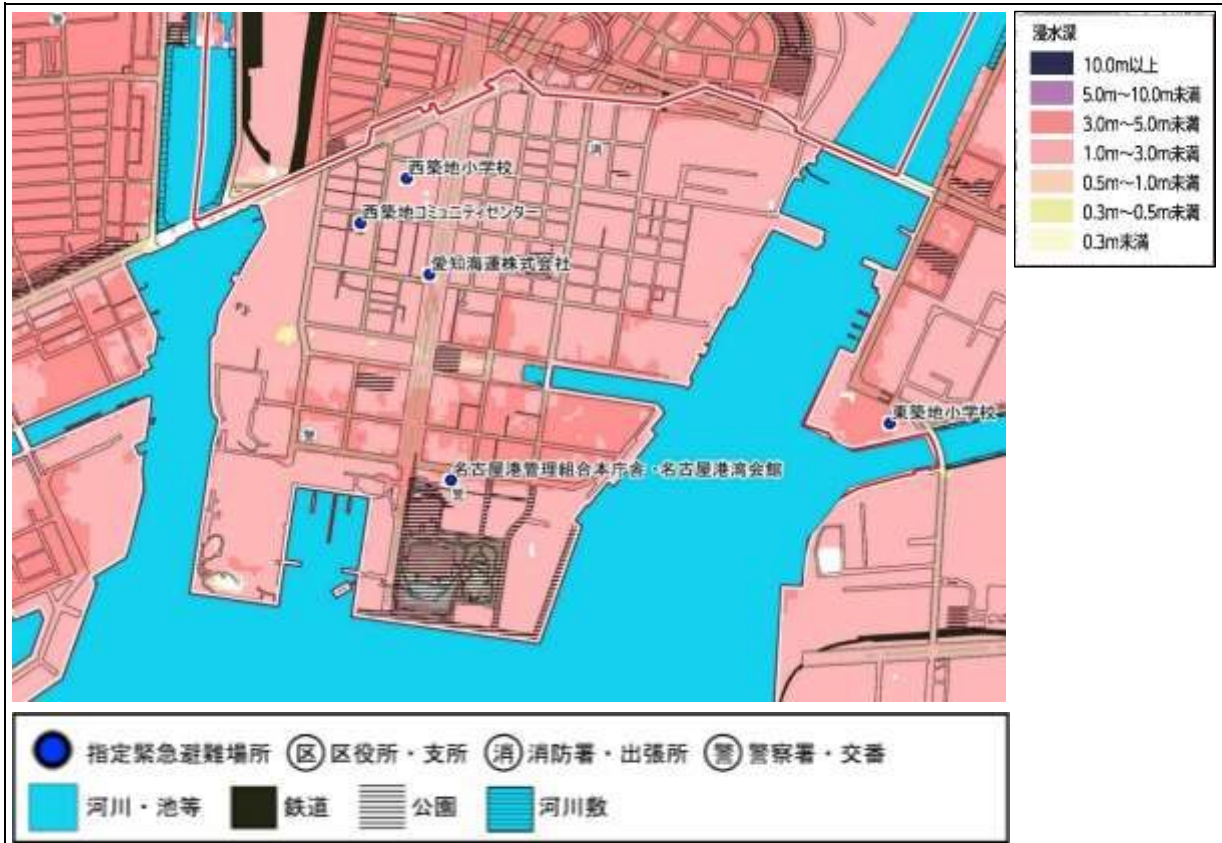 浸水深
10.0m以上
5.0m～10.0m未満
3.0m～5.0m未満
1.0m～3.0m未満
0.5m～1.0m未満
0.3m～0.5m未満
0.3m未満
消
西築地小学校
西築地コミュニティセンター
愛知海運株式会社
東築地小学校
警
名古屋港管理組合本庁舎・名古屋港湾会館
警
指定緊急避難場所 区 区役所・支所 消 消防署・出張所 警 警察署・交番
河川・池等 鉄道 公園 河川敷